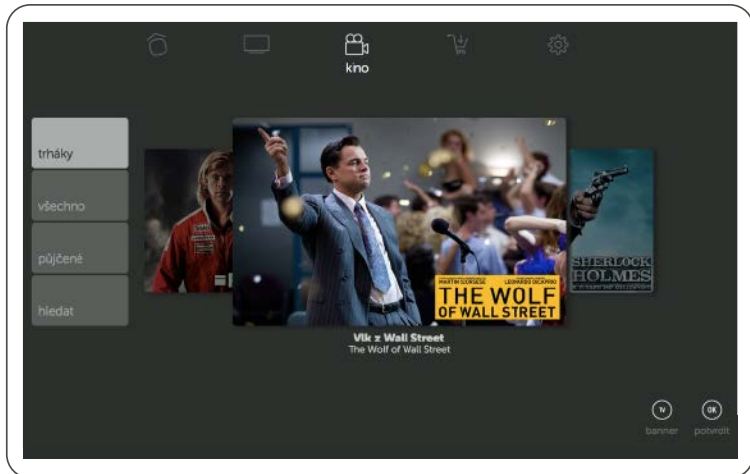 kino
trháky
všechno
půjčené
hledat
MARTIN SCORSESE LEONARDO DICAPRIO
THE WOLF
OF WALL STREET
SHERLOCK
HOLMES
Vlk z Wall Street
The Wolf of Wall Street
TV
OK
banner
potvrdit